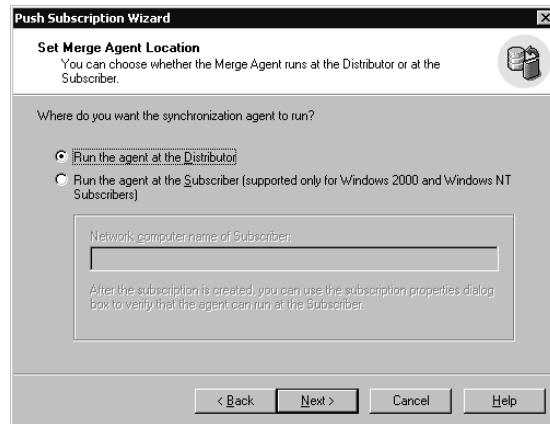 Push Subscription Wizard
Set Merge Agent Location
You can choose whether the Merge Agent runs at the Distributor or at the
Subscriber.
Where do you want the synchronization agent to run?
Run the agent at the Distributor
Run the agent at the Subscriber (supported only for Windows 2000 and Windows NT
Subscribers)
Network computer name of Subscriber:
After the subscription is created, you can use the subscription properties dialog
box to verify that the agent can run at the Subscriber.
< Back
Next >
Cancel
Help